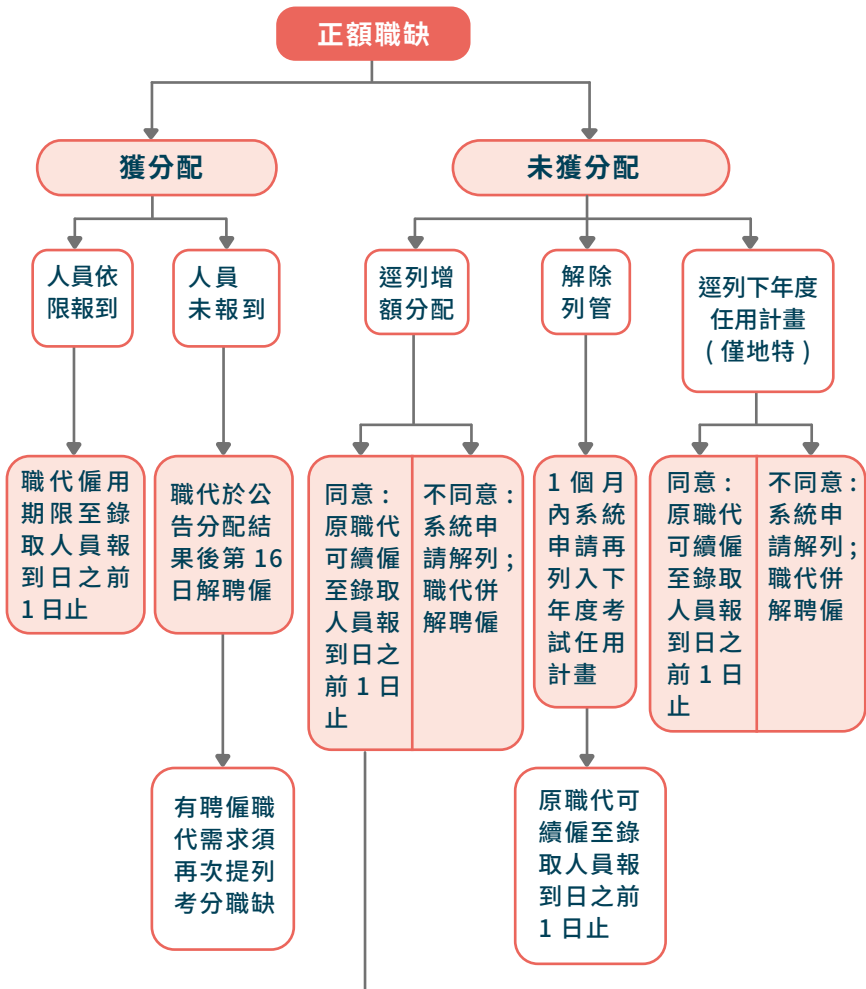 正額職缺
獲分配
未獲分配
人員依
限報到
人員
未報到
逕列增
額分配
解除
列管
逕列下年度
任用計畫
(僅地特)
職代僱用
期限至錄
取人員報
到日之前
1日止
職代於公
告分配結
果後第16
日解聘僱
同意:
原職代
可續僱
至錄取
人員報
到日之
前1日
止
不同意:
系統申
請解列;
職代併
解聘僱
1個月
內系統
申請再
列入下
年度考
試任用
計畫
同意:
原職代
可續僱
至錄取
人員報
到日之
前1日
止
不同意:
系統申
請解列;
職代併
解聘僱
有聘僱職
代需求須
再次提列
考分職缺
原職代可
續僱至錄
取人員報
到日之前
1日止